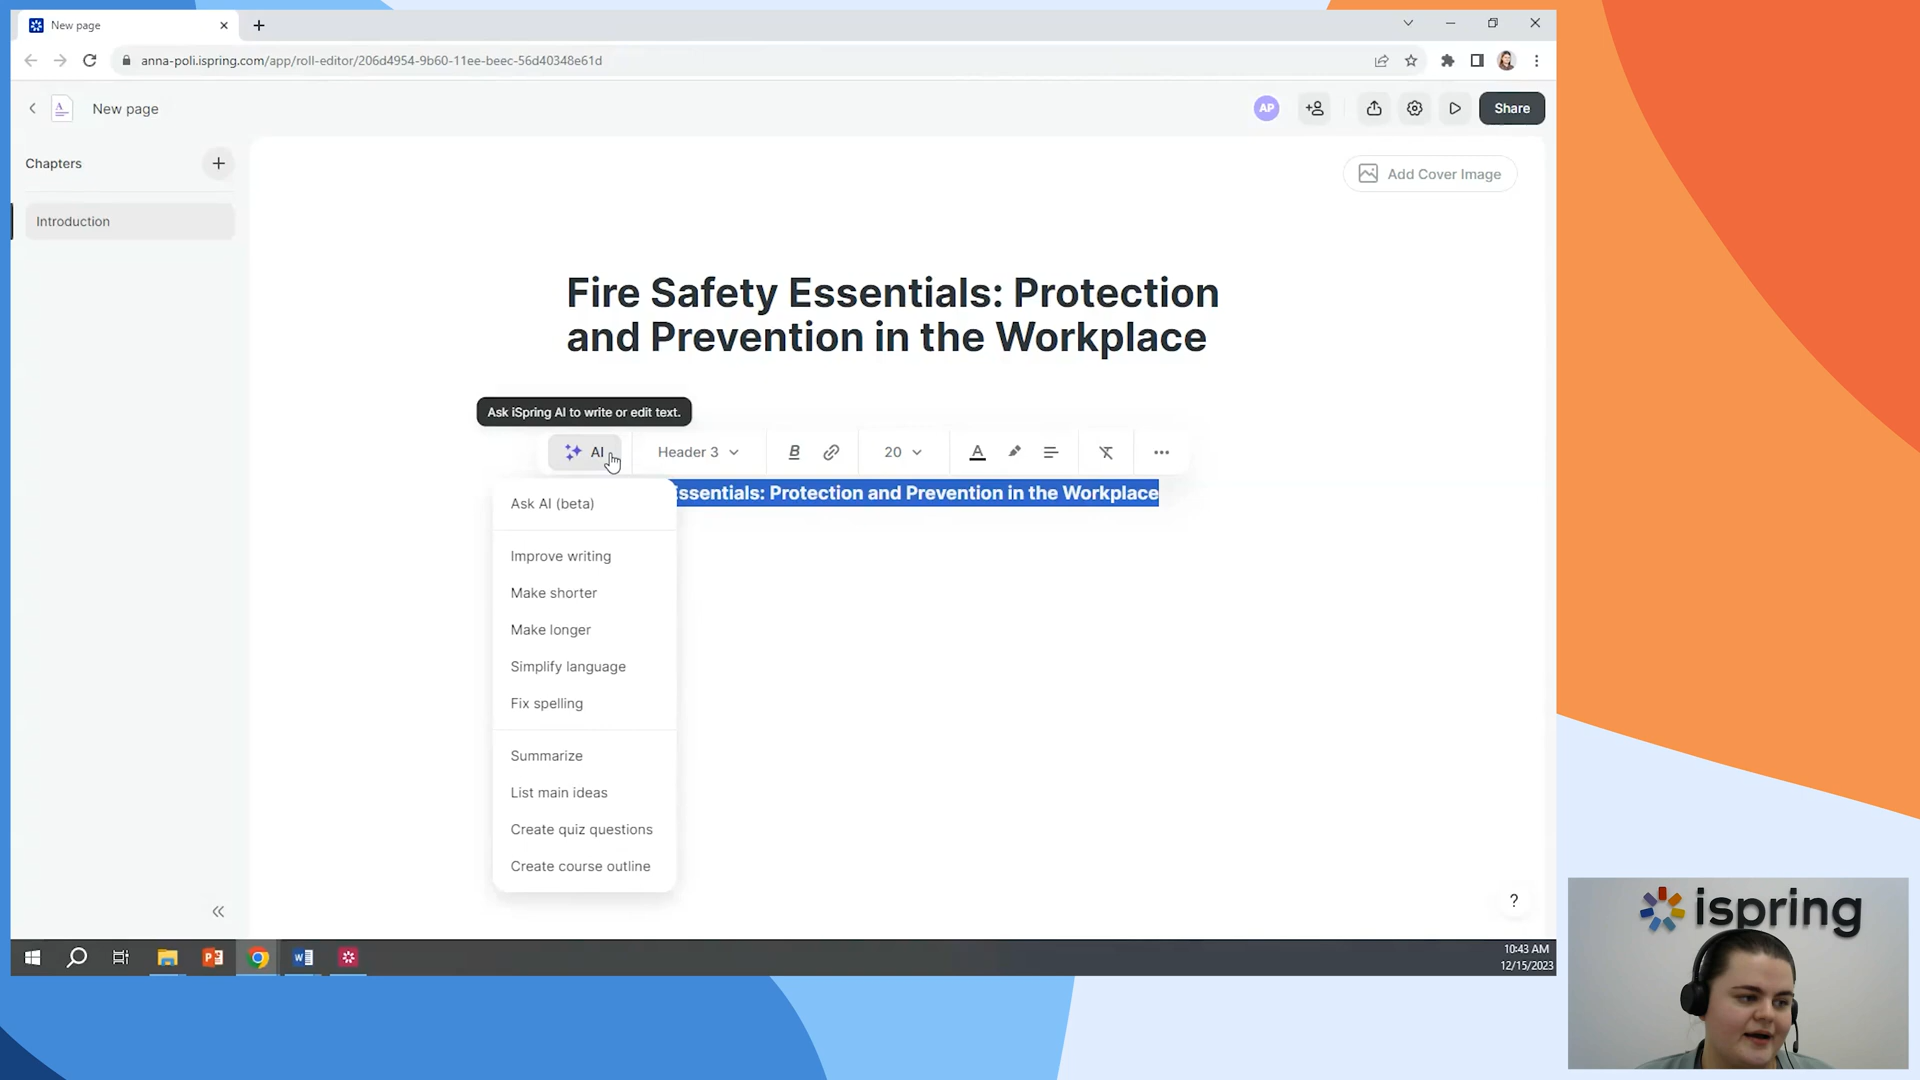 New page
anna-poli.ispring.com/app/roll-editor/206d4954-9b60-11ee-beec-56d40348e61d
New page
AP
Share
Chapters
Introduction
Add Cover Image
Fire Safety Essentials: Protection
and Prevention in the Workplace
Ask iSpring AI to write or edit text.
AI
Header 3
B
20
A
Essentials: Protection and Prevention in the Workplace
Ask AI (beta)
Improve writing
Make shorter
Make longer
Simplify language
Fix spelling
Summarize
List main ideas
Create quiz questions
Create course outline
?
10:43 AM
12/15/2023
ispring